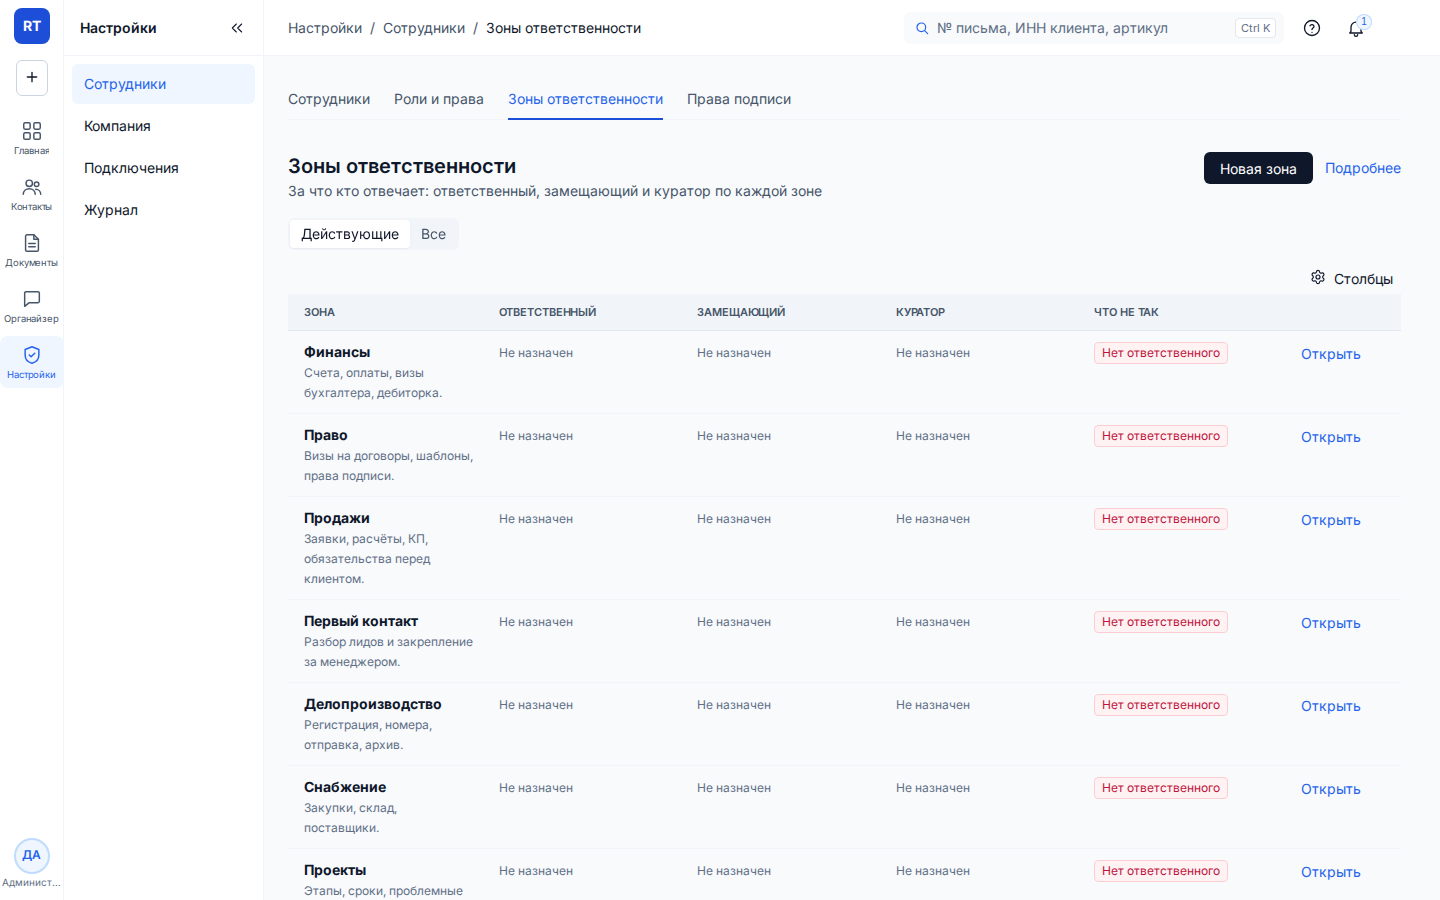 RT
Настройки
Настройки / Сотрудники / Зоны ответственности
№ письма, ИНН клиента, артикул
Ctrl K
1
Главная
Контакты
Документы
Органайзер
Настройки
ДА
Админист...
Сотрудники
Компания
Подключения
Журнал
Сотрудники Роли и права Зоны ответственности Права подписи
Зоны ответственности
За что кто отвечает: ответственный, замещающий и куратор по каждой зоне
Новая зона Подробнее
Действующие Все
Столбцы
ЗОНА ОТВЕТСТВЕННЫЙ ЗАМЕЩАЮЩИЙ КУРАТОР ЧТО НЕ ТАК
Финансы Не назначен Не назначен Не назначен Нет ответственного Открыть
Счета, оплаты, визы
бухгалтера, дебиторка.
Право Не назначен Не назначен Не назначен Нет ответственного Открыть
Визы на договоры, шаблоны,
права подписи.
Продажи Не назначен Не назначен Не назначен Нет ответственного Открыть
Заявки, расчёты, КП,
обязательства перед
клиентом.
Первый контакт Не назначен Не назначен Не назначен Нет ответственного Открыть
Разбор лидов и закрепление
за менеджером.
Делопроизводство Не назначен Не назначен Не назначен Нет ответственного Открыть
Регистрация, номера,
отправка, архив.
Снабжение Не назначен Не назначен Не назначен Нет ответственного Открыть
Закупки, склад,
поставщики.
Проекты Не назначен Не назначен Не назначен Нет ответственного Открыть
Этапы, сроки, проблемные